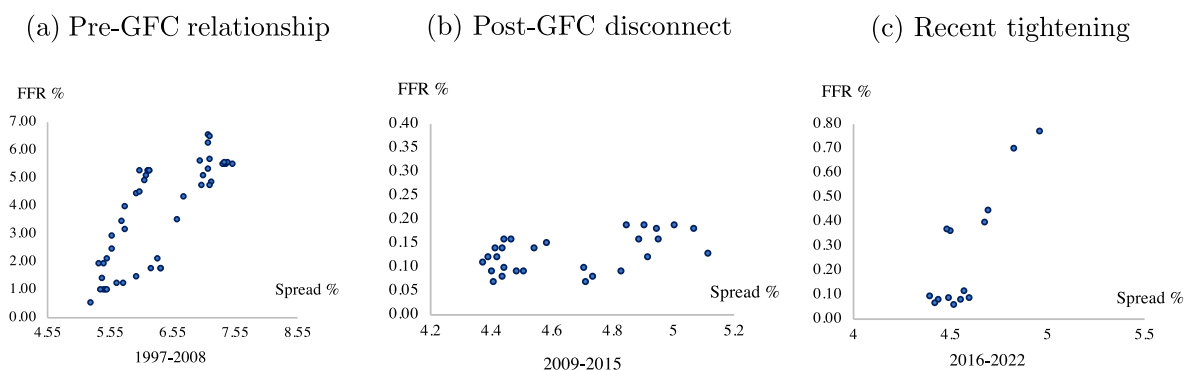 (a) Pre-GFC relationship
FFR %
7.00
6.00
5.00
4.00
3.00
2.00
1.00
0.00
Spread %
4.55 5.55 6.55 7.55 8.55
1997-2008
(b) Post-GFC disconnect
FFR %
0.40
0.35
0.30
0.25
0.20
0.15
0.10
0.05
0.00
Spread %
4.2 4.4 4.6 4.8 5 5.2
2009-2015
(c) Recent tightening
FFR %
0.80
0.70
0.60
0.50
0.40
0.30
0.20
0.10
0.00
Spread %
4 4.5 5 5.5
2016-2022